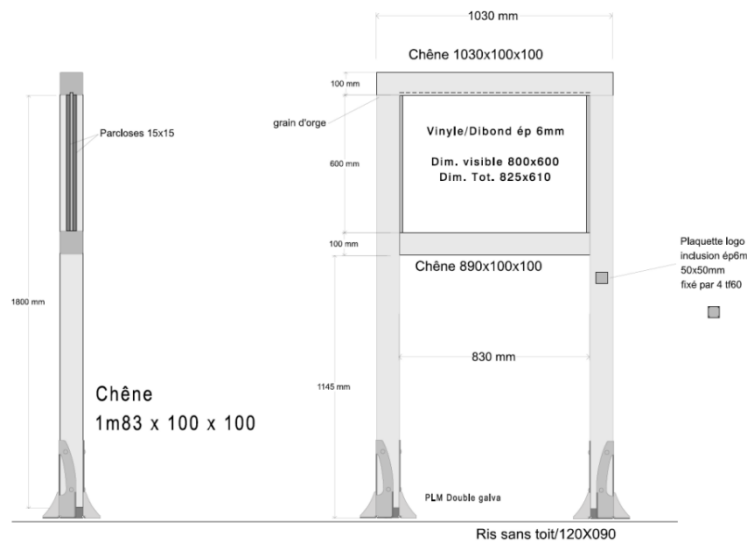 1030 mm
Chêne 1030x100x100
100 mm
grain d'orge
Parcloses 15x15
Vinyle/Dibond ép 6mm
Dim. visible 800x600
Dim. Tot. 825x610
600 mm
100 mm
Chêne 890x100x100
Plaquette logo
inclusion ép6m
50x50mm
fixé par 4 tf60
1800 mm
830 mm
1145 mm
Chêne
1m83 x 100 x 100
PLM Double galva
Ris sans toit/120X090